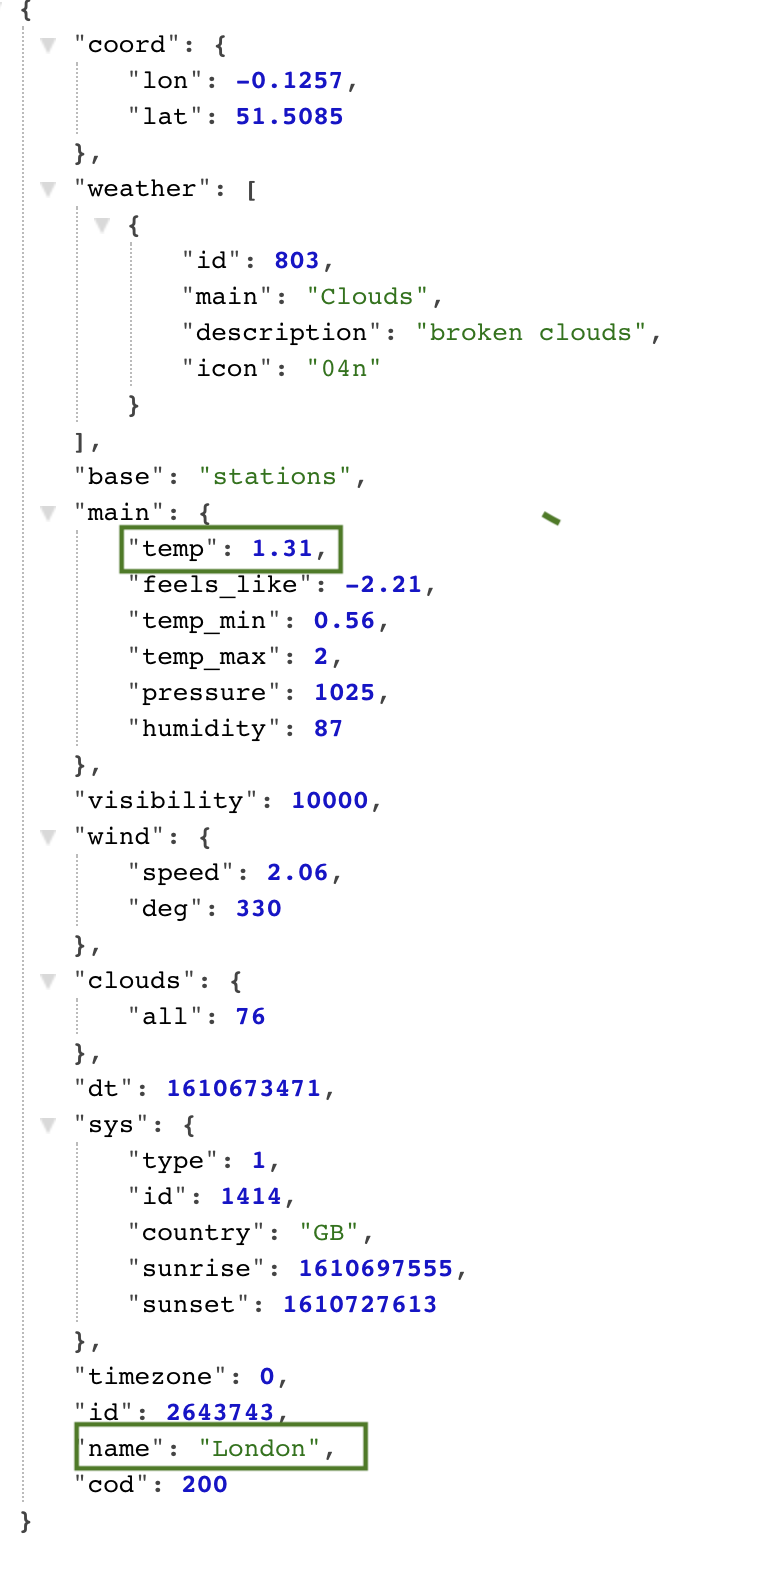 {
"coord": {
"lon": -0.1257,
"lat": 51.5085
},
"weather": [
{
"id": 803,
"main": "Clouds",
"description": "broken clouds",
"icon": "04n"
}
],
"base": "stations",
"main": {
"temp": 1.31,
"feels_like": -2.21,
"temp_min": 0.56,
"temp_max": 2,
"pressure": 1025,
"humidity": 87
},
"visibility": 10000,
"wind": {
"speed": 2.06,
"deg": 330
},
"clouds": {
"all": 76
},
"dt": 1610673471,
"sys": {
"type": 1,
"id": 1414,
"country": "GB",
"sunrise": 1610697555,
"sunset": 1610727613
},
"timezone": 0,
"id": 2643743,
"name": "London",
"cod": 200
}